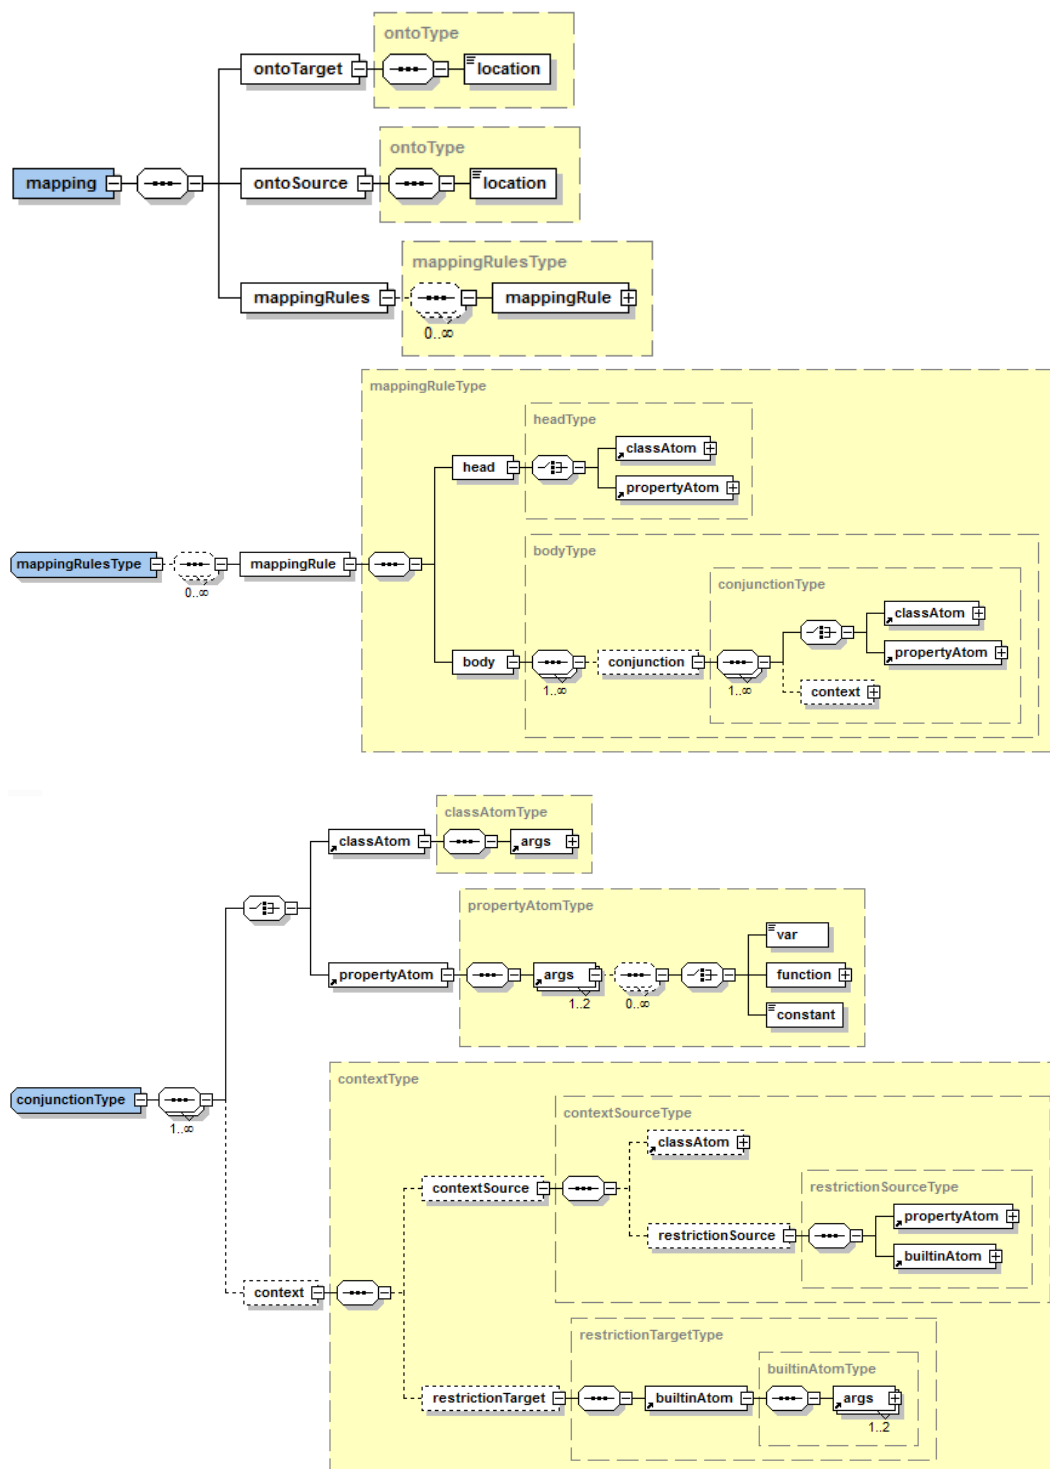 ontoType
ontoTarget
location
ontoType
mapping
ontoSource
location
mappingRulesType
mappingRules
mappingRule
0..∞
mappingRuleType
headType
classAtom
head
propertyAtom
bodyType
mappingRulesType
mappingRule
0..∞
conjunctionType
classAtom
propertyAtom
body
conjunction
1..∞
1..∞
context
classAtomType
classAtom
args
propertyAtomType
var
propertyAtom
args
function
1..2
0..∞
constant
contextType
conjunctionType
1..∞
contextSourceType
classAtom
contextSource
restrictionSourceType
propertyAtom
restrictionSource
builtinAtom
context
restrictionTargetType
builtinAtomType
restrictionTarget
builtinAtom
args
1..2